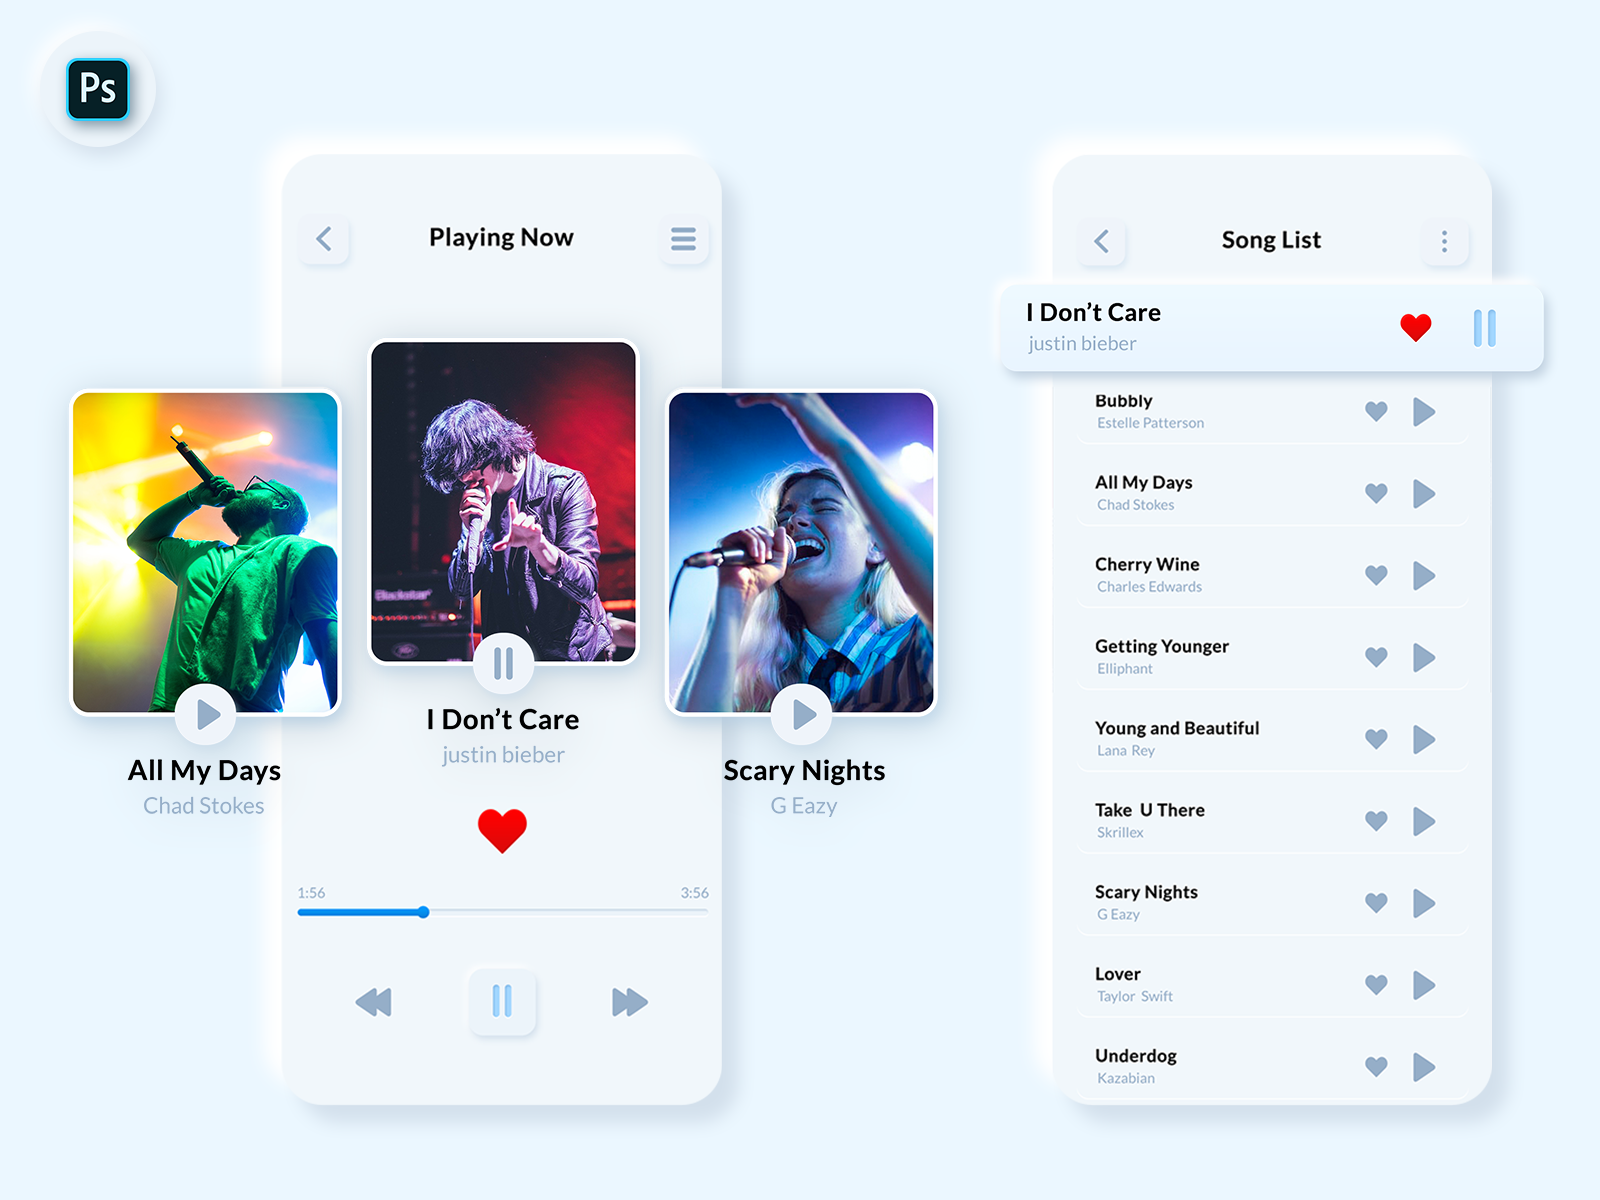 Ps
Playing Now
All My Days
Chad Stokes
I Don’t Care
justin bieber
Scary Nights
G Eazy
1:56
3:56
Song List
I Don’t Care
justin bieber
Bubbly
Estelle Patterson
All My Days
Chad Stokes
Cherry Wine
Charles Edwards
Getting Younger
Elliphant
Young and Beautiful
Lana Rey
Take U There
Skrillex
Scary Nights
G Eazy
Lover
Taylor Swift
Underdog
Kazabian